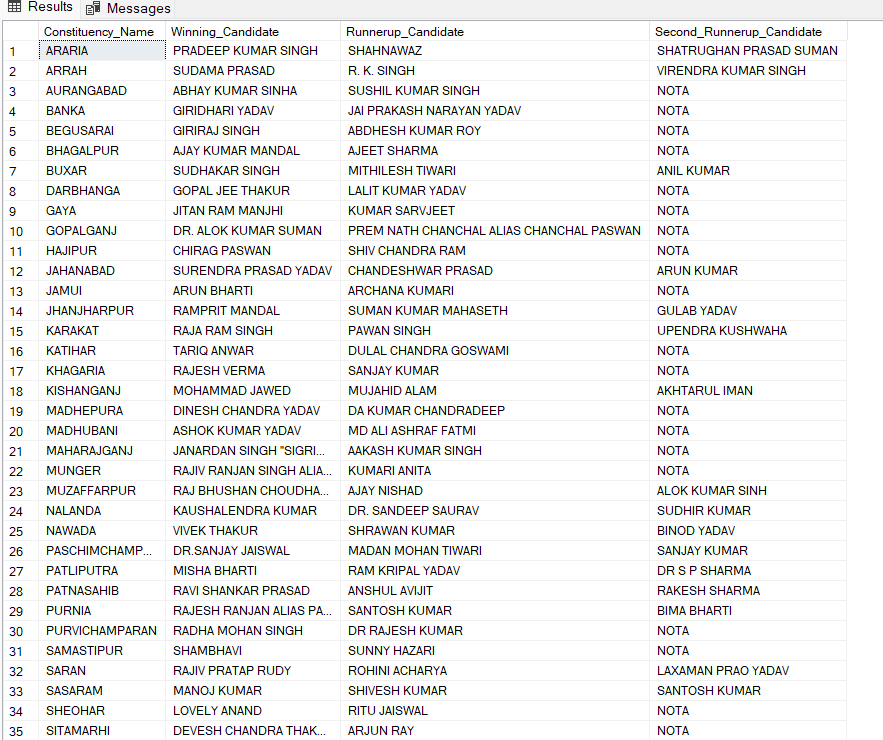 Results Messages
Constituency_Name Winning_Candidate Runnerup_Candidate Second_Runnerup_Candidate
1 ARARIA PRADEEP KUMAR SINGH SHAHNAWAZ SHATRUGHAN PRASAD SUMAN
2 ARRAH SUDAMA PRASAD R. K. SINGH VIRENDRA KUMAR SINGH
3 AURANGABAD ABHAY KUMAR SINHA SUSHIL KUMAR SINGH NOTA
4 BANKA GIRIDHARI YADAV JAI PRAKASH NARAYAN YADAV NOTA
5 BEGUSARAI GIRIRAJ SINGH ABDHESH KUMAR ROY NOTA
6 BHAGALPUR AJAY KUMAR MANDAL AJEET SHARMA NOTA
7 BUXAR SUDHAKAR SINGH MITHILESH TIWARI ANIL KUMAR
8 DARBHANGA GOPAL JEE THAKUR LALIT KUMAR YADAV NOTA
9 GAYA JITAN RAM MANJHI KUMAR SARVJEET NOTA
10 GOPALGANJ DR. ALOK KUMAR SUMAN PREM NATH CHANCHAL ALIAS CHANCHAL PASWAN NOTA
11 HAJIPUR CHIRAG PASWAN SHIV CHANDRA RAM NOTA
12 JAHANABAD SURENDRA PRASAD YADAV CHANDESHWAR PRASAD ARUN KUMAR
13 JAMUI ARUN BHARTI ARCHANA KUMARI NOTA
14 JHANJHARPUR RAMPRIT MANDAL SUMAN KUMAR MAHASETH GULAB YADAV
15 KARAKAT RAJA RAM SINGH PAWAN SINGH UPENDRA KUSHWAHA
16 KATIHAR TARIQ ANWAR DULAL CHANDRA GOSWAMI NOTA
17 KHAGARIA RAJESH VERMA SANJAY KUMAR NOTA
18 KISHANGANJ MOHAMMAD JAWED MUJAHID ALAM AKHTARUL IMAN
19 MADHEPURA DINESH CHANDRA YADAV DA KUMAR CHANDRADEEP NOTA
20 MADHUBANI ASHOK KUMAR YADAV MD ALI ASHRAF FATMI NOTA
21 MAHARAJGANJ JANARDAN SINGH "SIGRI... AAKASH KUMAR SINGH NOTA
22 MUNGER RAJIV RANJAN SINGH ALIA... KUMARI ANITA NOTA
23 MUZAFFARPUR RAJ BHUSHAN CHOUDHA... AJAY NISHAD ALOK KUMAR SINH
24 NALANDA KAUSHALENDRA KUMAR DR. SANDEEP SAURAV SUDHIR KUMAR
25 NAWADA VIVEK THAKUR SHRAWAN KUMAR BINOD YADAV
26 PASCHIMCHAMP... DR.SANJAY JAISWAL MADAN MOHAN TIWARI SANJAY KUMAR
27 PATLIPUTRA MISHA BHARTI RAM KRIPAL YADAV DR S P SHARMA
28 PATNASAHIB RAVI SHANKAR PRASAD ANSHUL AVIJIT RAKESH SHARMA
29 PURNIA RAJESH RANJAN ALIAS PA... SANTOSH KUMAR BIMA BHARTI
30 PURVICHAMPARAN RADHA MOHAN SINGH DR RAJESH KUMAR NOTA
31 SAMASTIPUR SHAMBHAVI SUNNY HAZARI NOTA
32 SARAN RAJIV PRATAP RUDY ROHINI ACHARYA LAXAMAN PRAO YADAV
33 SASARAM MANOJ KUMAR SHIVESH KUMAR SANTOSH KUMAR
34 SHEOHAR LOVELY ANAND RITU JAISWAL NOTA
35 SITAMARHI DEVESH CHANDRA THAK... ARJUN RAY NOTA